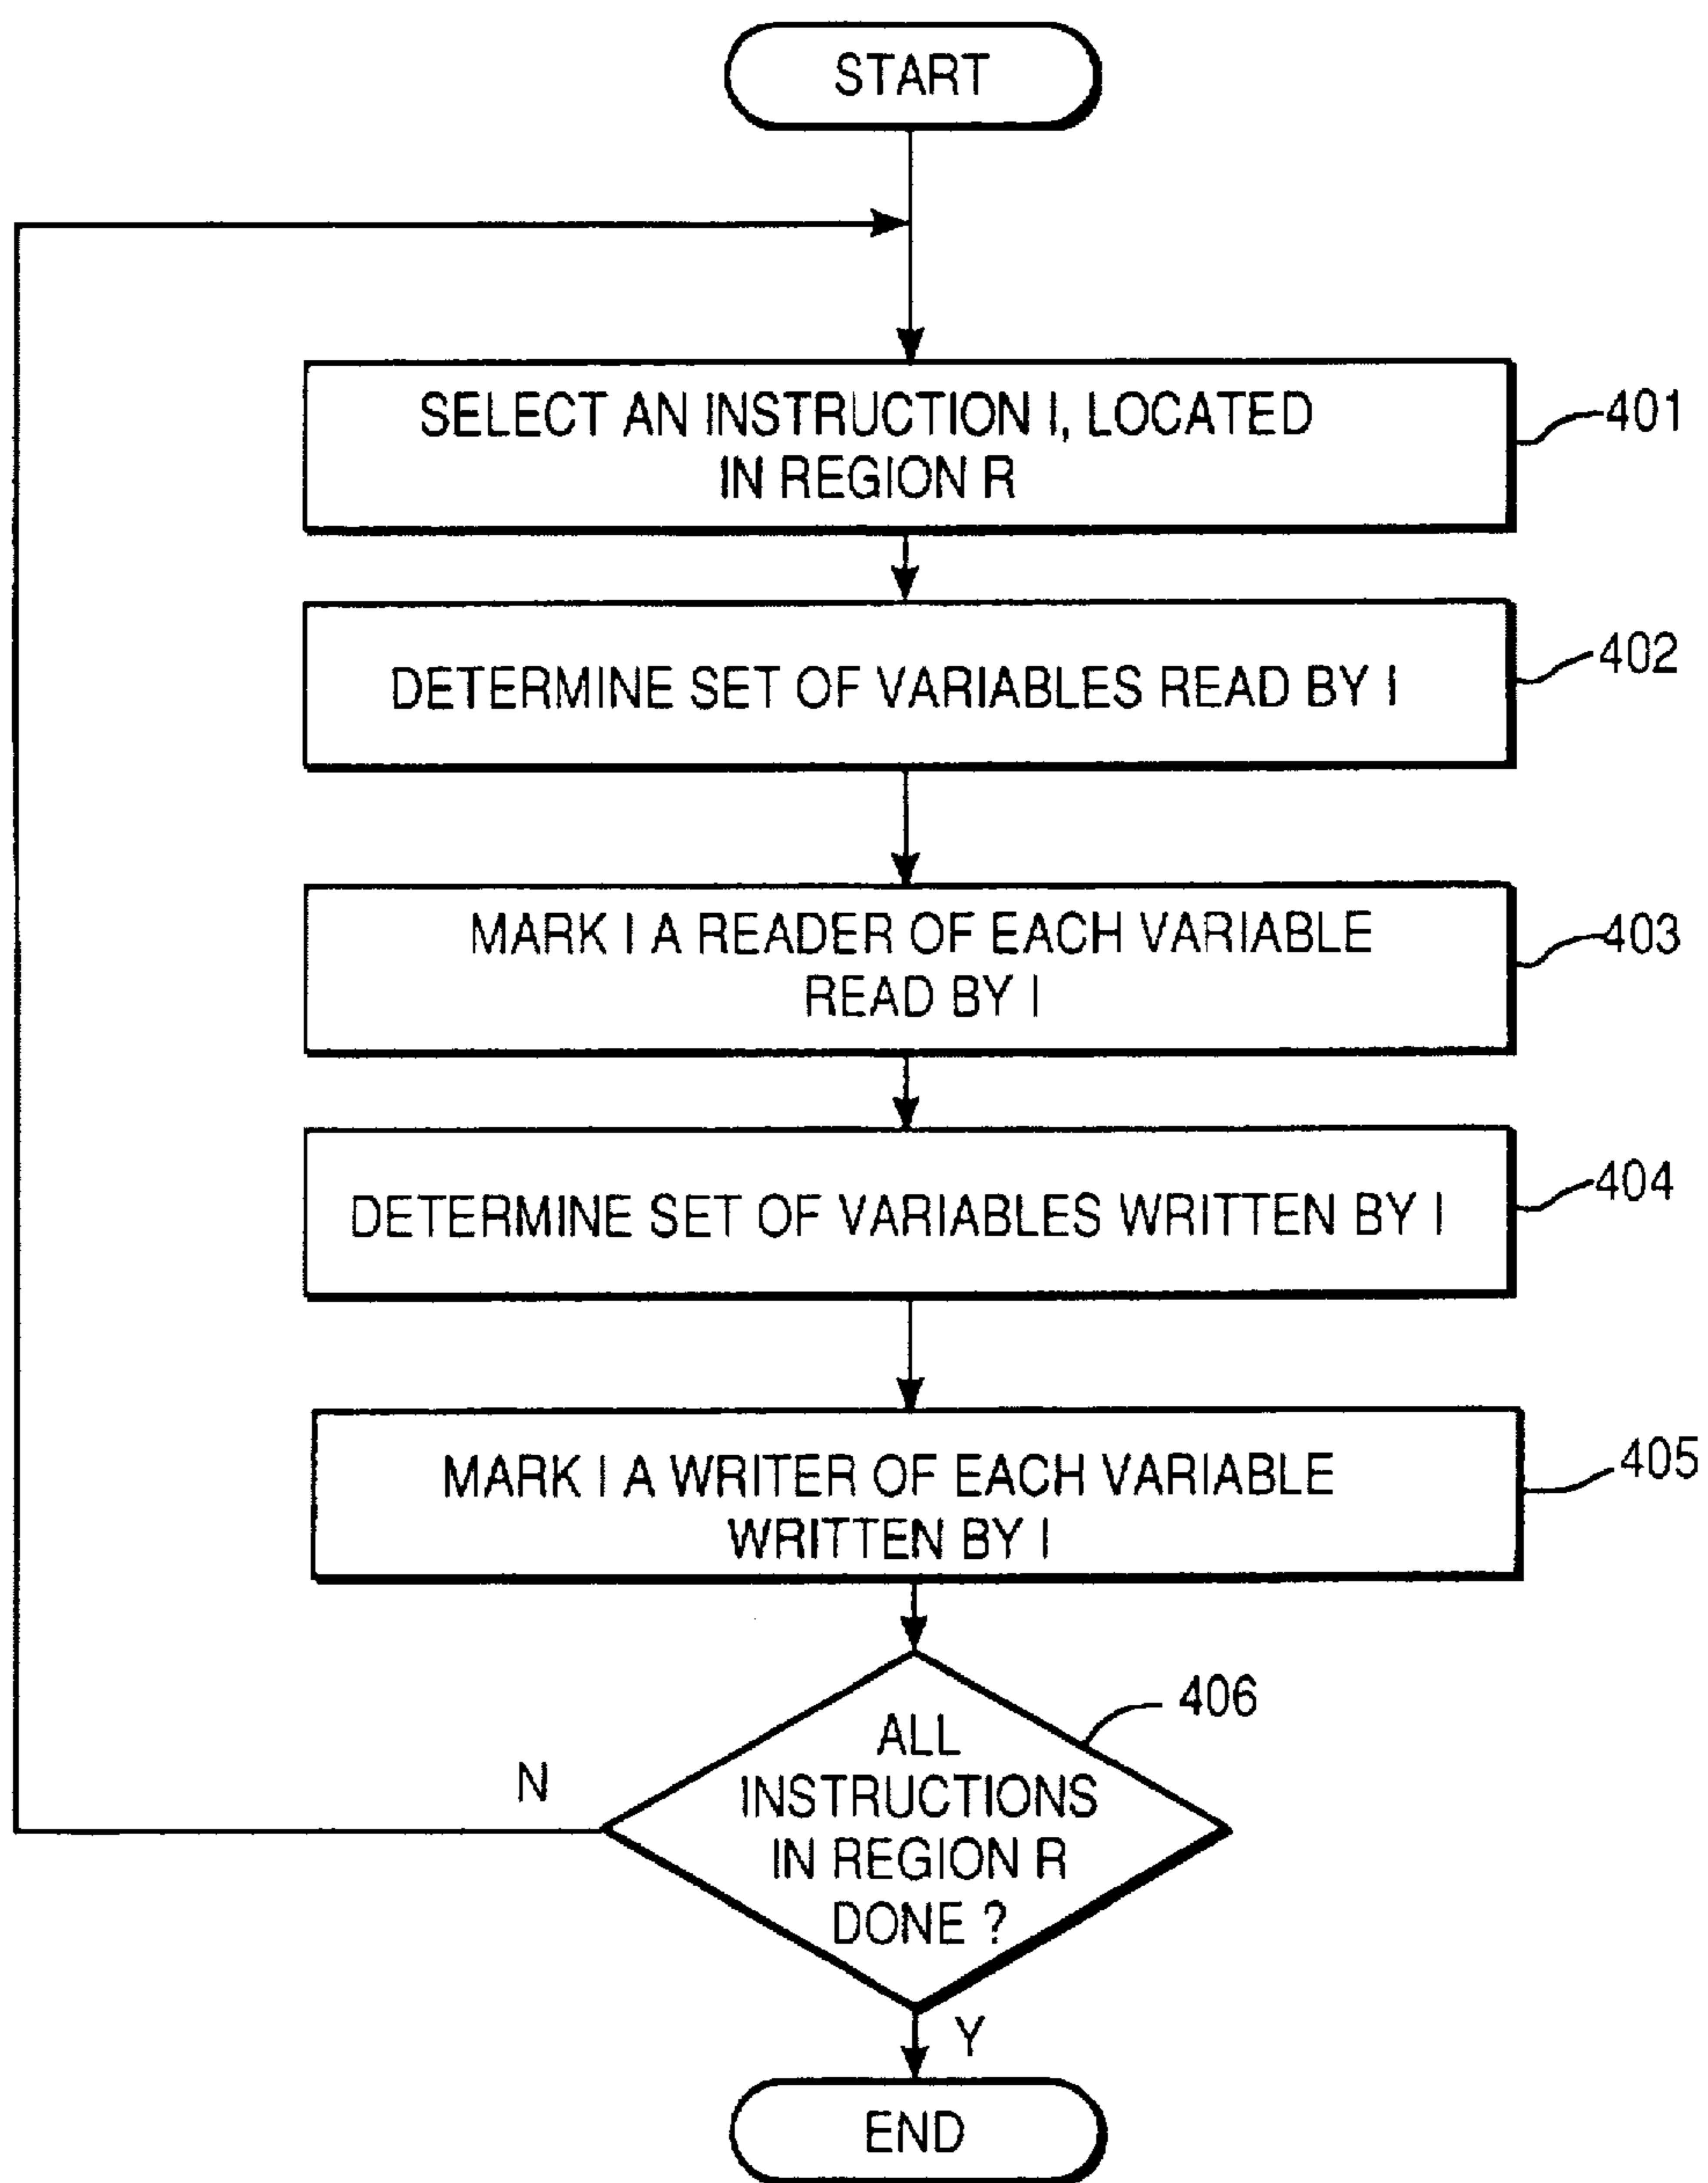 START
SELECT AN INSTRUCTION I, LOCATED
IN REGION R
401
DETERMINE SET OF VARIABLES READ BY I
402
MARK I A READER OF EACH VARIABLE
READ BY I
403
DETERMINE SET OF VARIABLES WRITTEN BY I
404
MARK I A WRITER OF EACH VARIABLE
WRITTEN BY I
405
406
ALL
INSTRUCTIONS
IN REGION R
DONE ?
N
Y
END